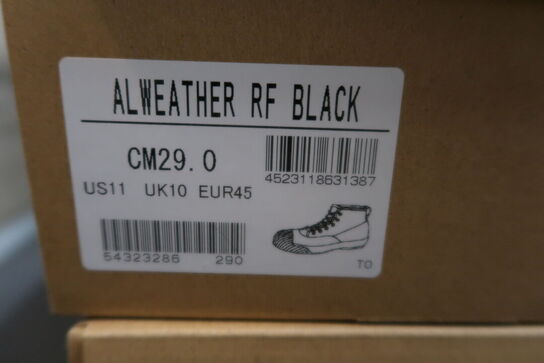 ALWEATHER RF BLACK
CM29.0
4523118631387
US11 UK10 EUR45
54323286 290
TO